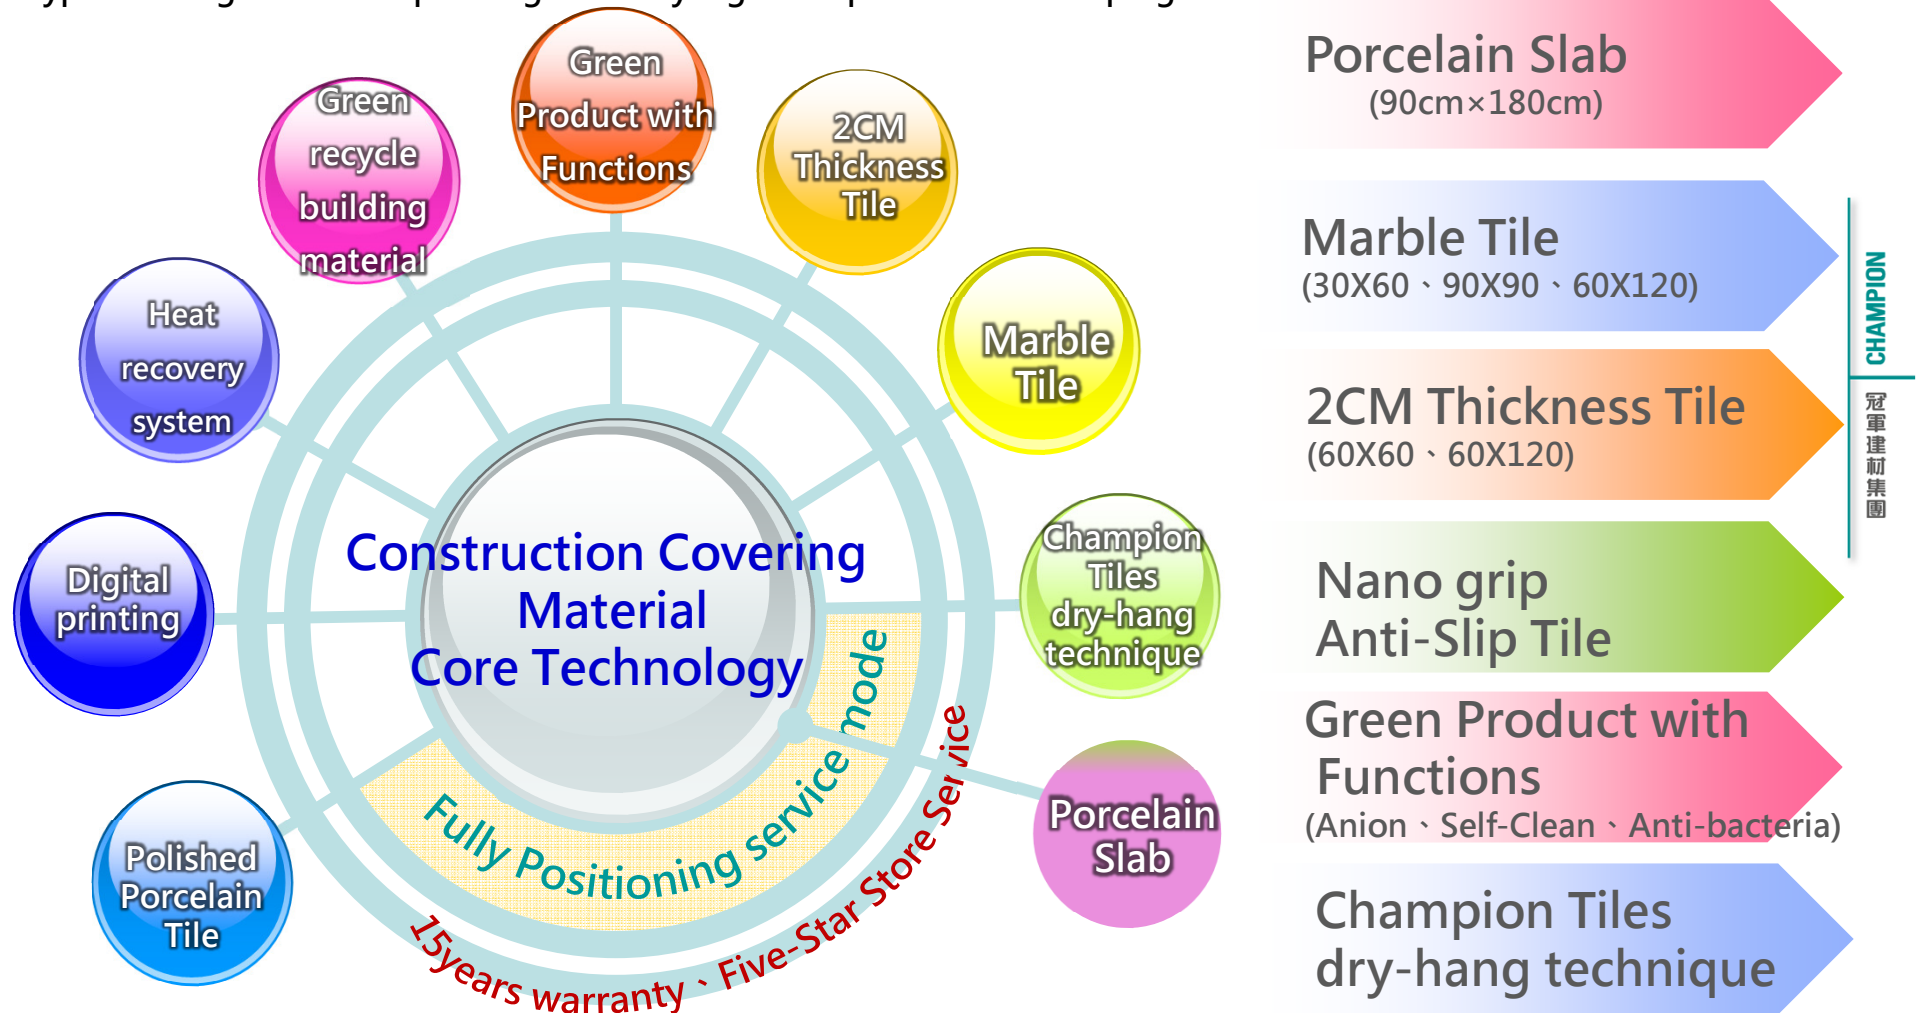 Green
Product with
Functions
Green
recycle
building
material
2CM
Thickness
Tile
Heat
recovery
system
Marble
Tile
Digital
printing
Champion
Tiles
dry-hang
technique
Polished
Porcelain
Tile
Porcelain
Slab
Construction Covering
Material
Core Technology
Fully Positioning service mode
15years warranty、Five-Star Store Service
Porcelain Slab
(90cm×180cm)
Marble Tile
(30X60、90X90、60X120)
2CM Thickness Tile
(60X60、60X120)
Nano grip
Anti-Slip Tile
Green Product with
Functions
(Anion、Self-Clean、Anti-bacteria)
Champion Tiles
dry-hang technique
CHAMPION
冠軍建材集團